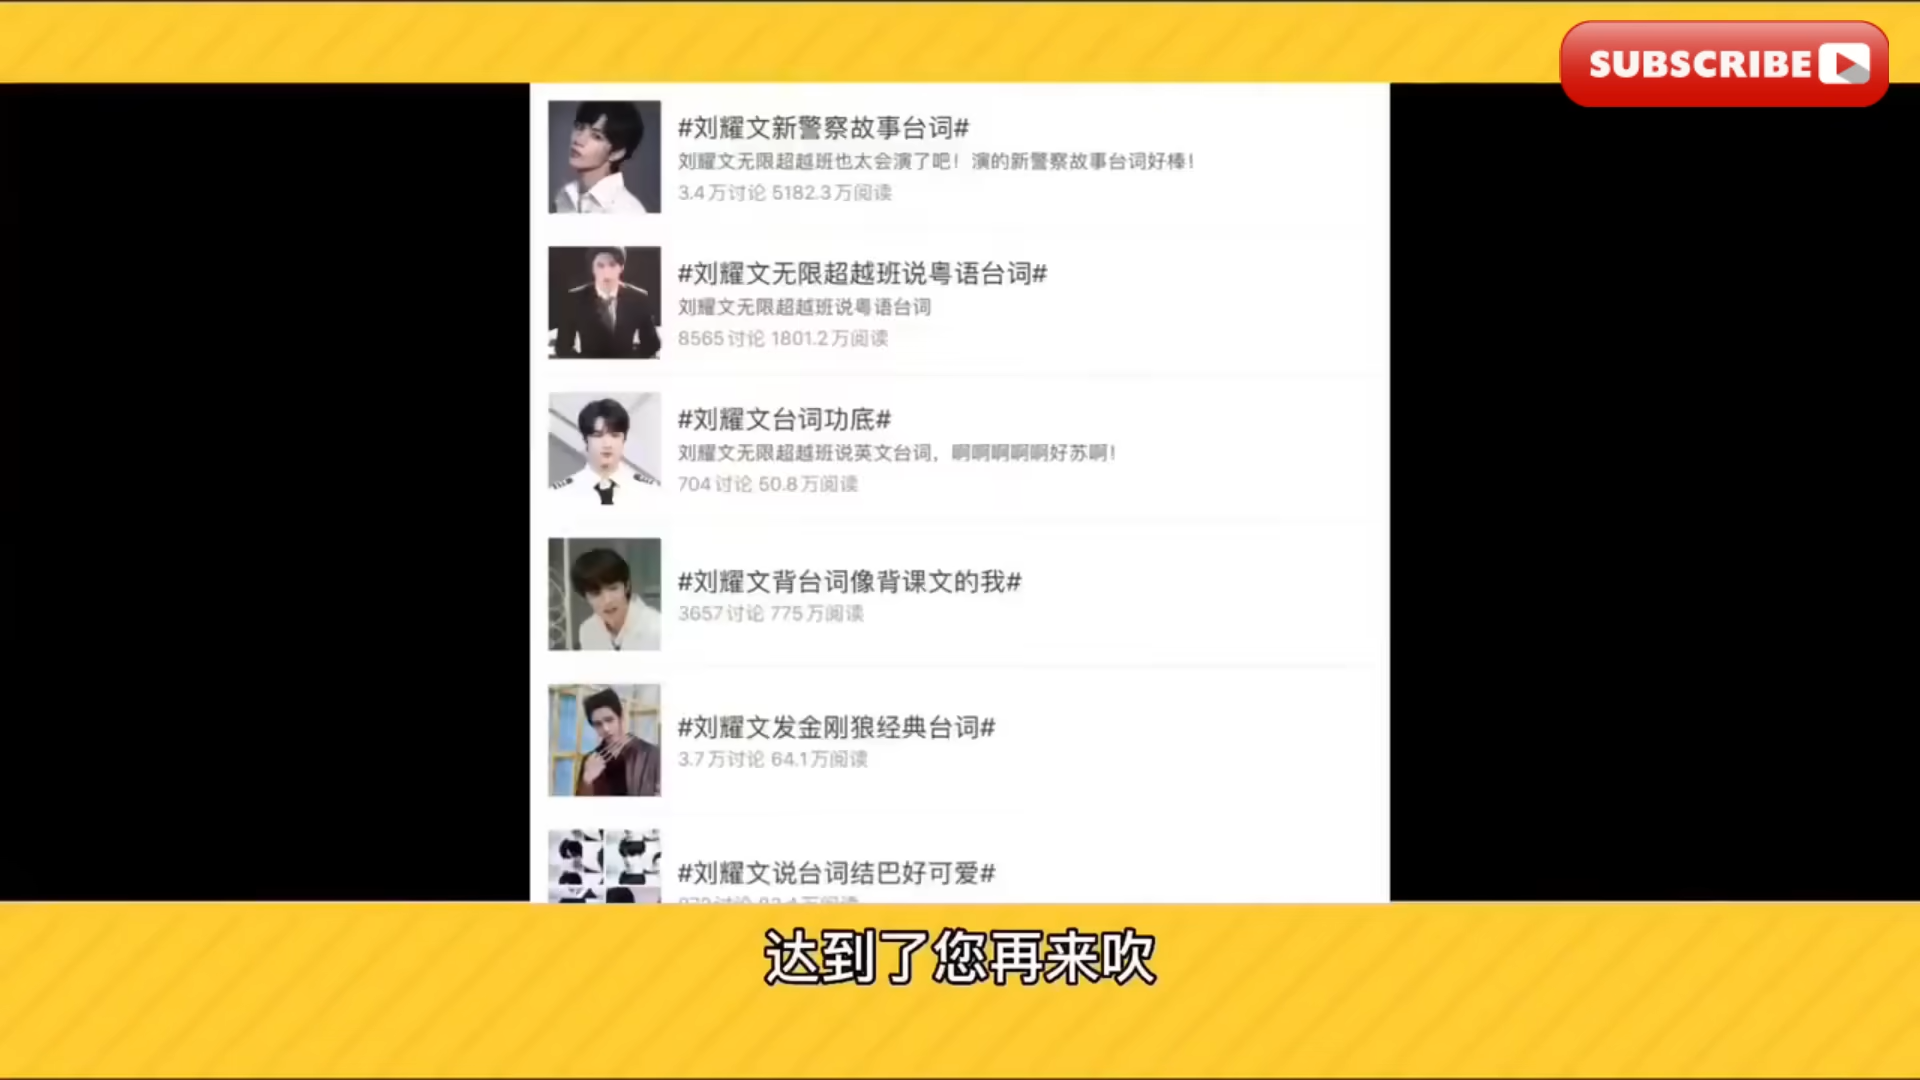 SUBSCRIBE
#刘耀文新警察故事台词#
刘耀文无限超越班也太会演了吧！演的新警察故事台词好棒！
3.4万讨论 5182.3万阅读
#刘耀文无限超越班说粤语台词#
刘耀文无限超越班说粤语台词
8565讨论 1801.2万阅读
#刘耀文台词功底#
刘耀文无限超越班说英文台词，啊啊啊啊啊好苏啊！
704讨论 50.8万阅读
#刘耀文背台词像背课文的我#
3657讨论 775万阅读
#刘耀文发金刚狼经典台词#
3.7万讨论 64.1万阅读
#刘耀文说台词结巴好可爱#
达到了您再来吹